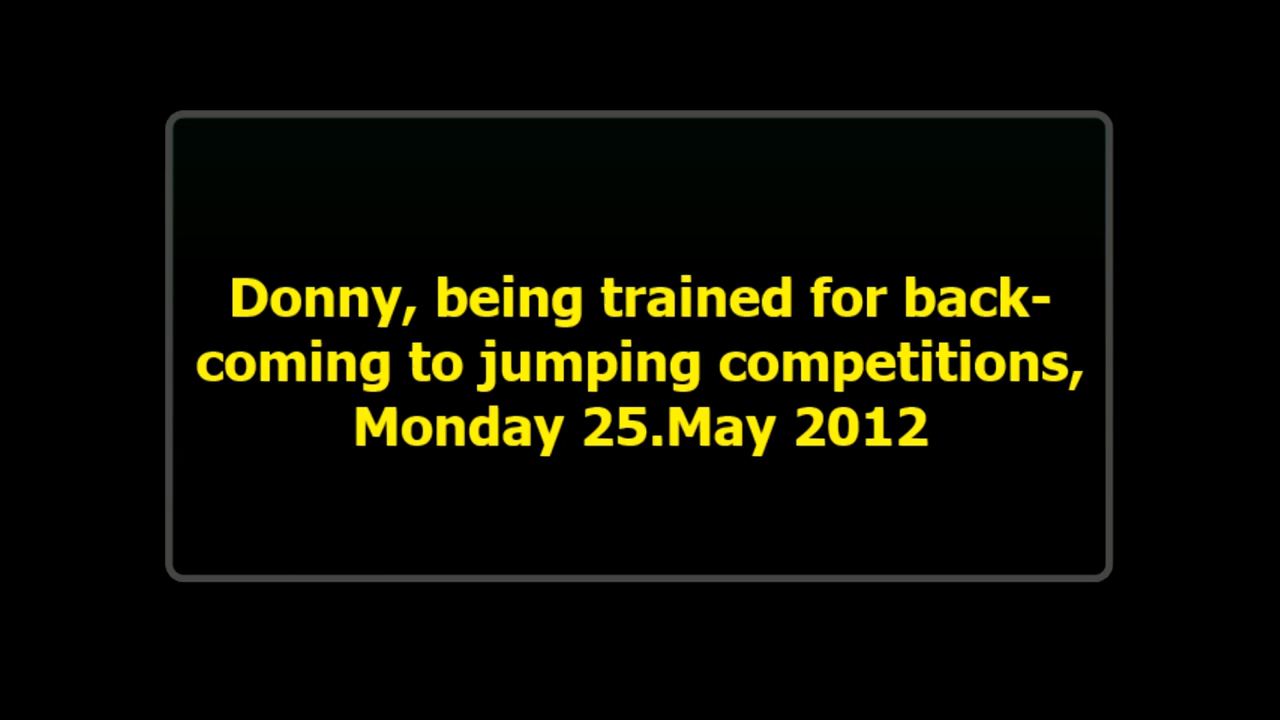 Donny, being trained for back-
coming to jumping competitions,
Monday 25.May 2012